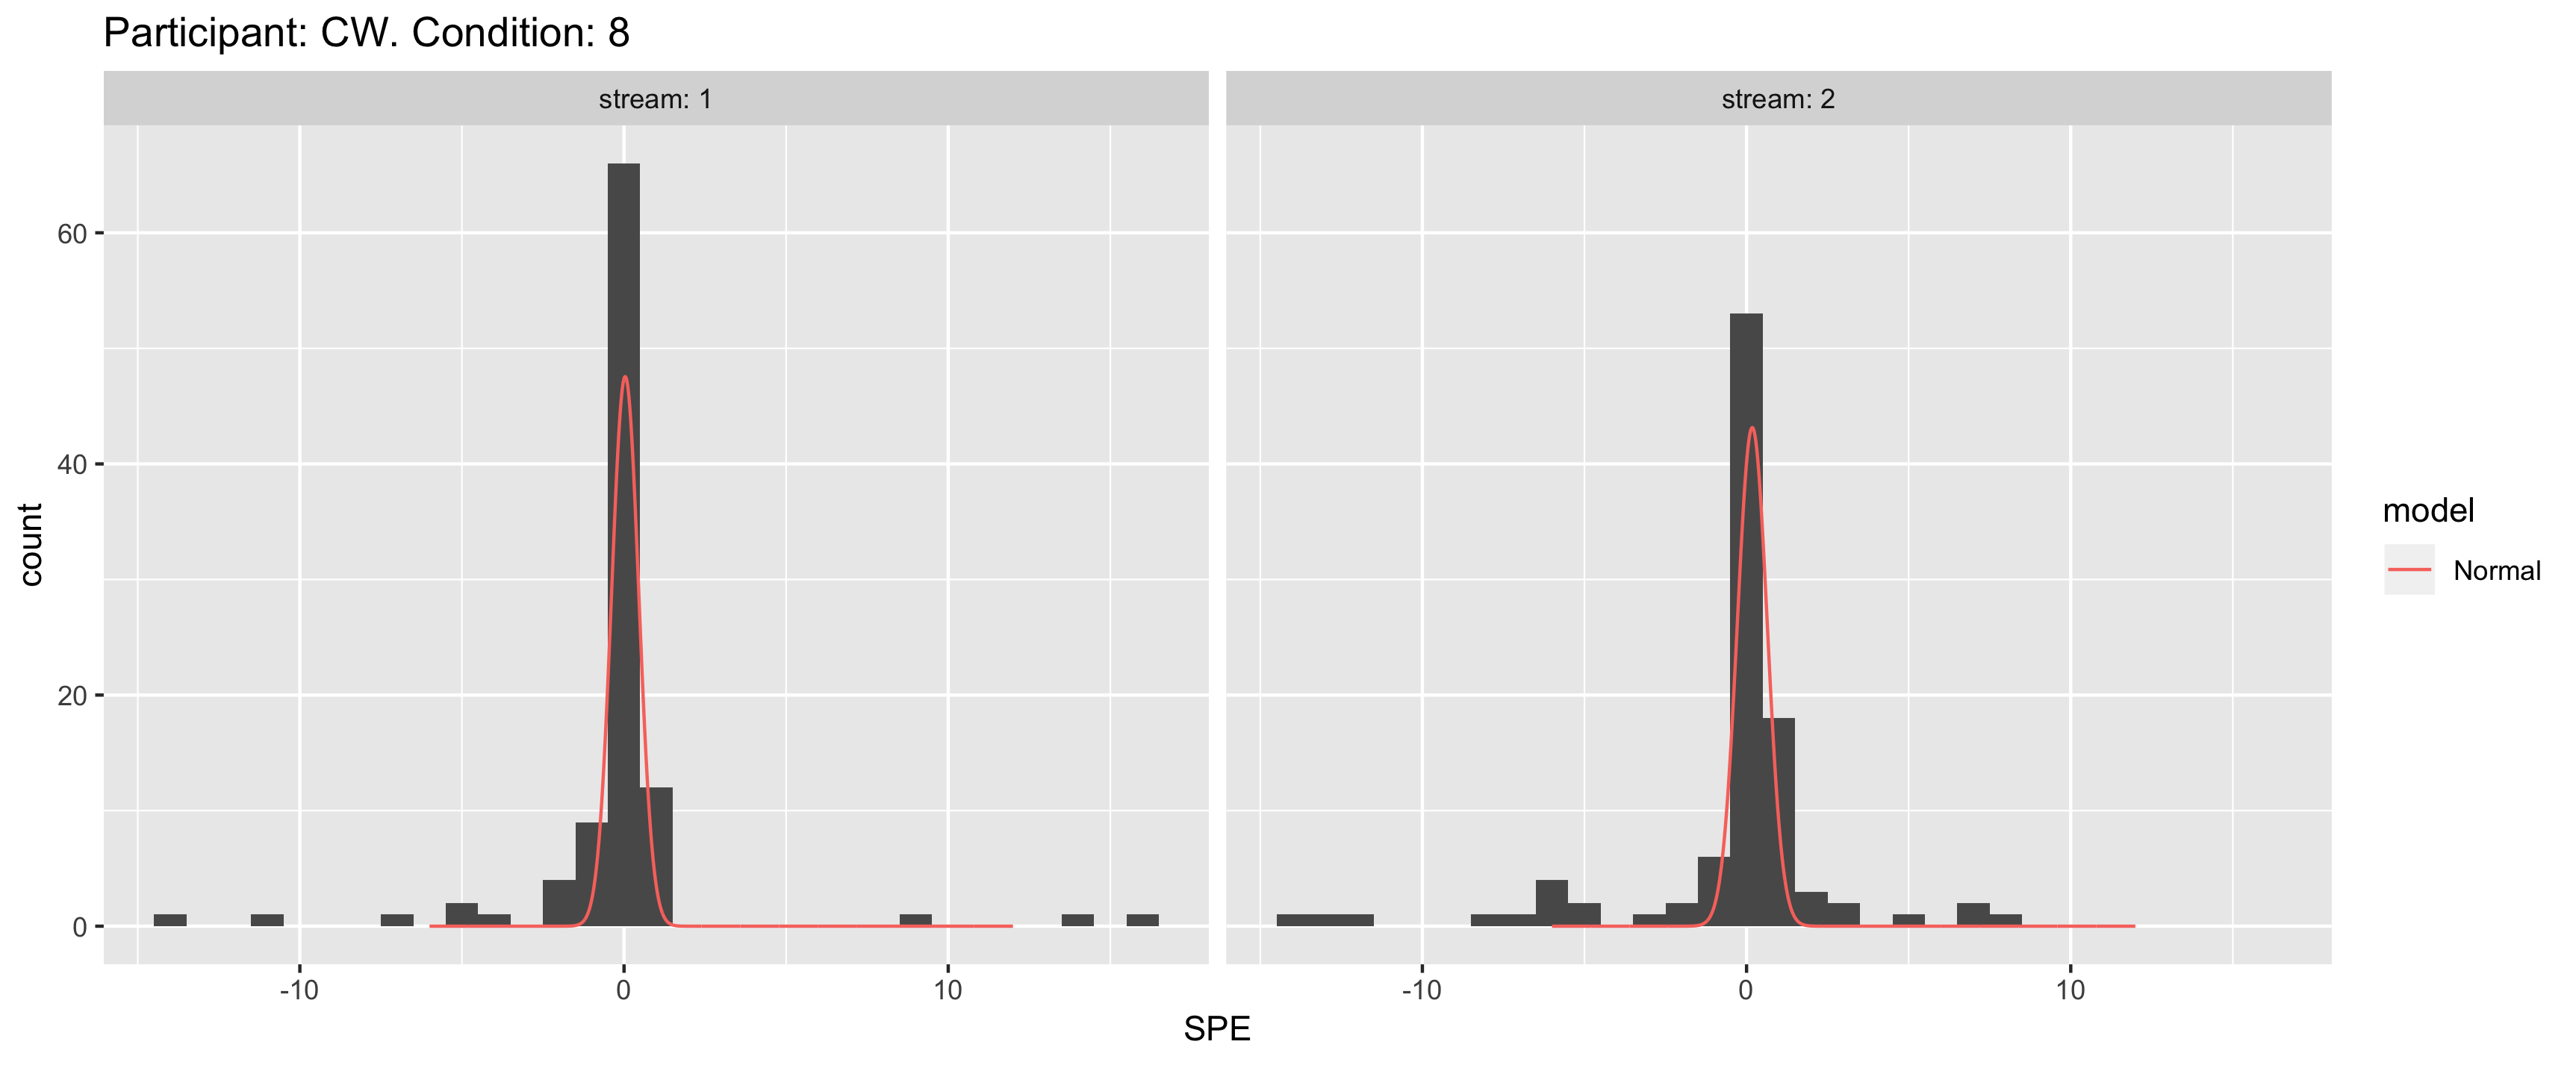 Participant: CW. Condition: 8
stream: 1
stream: 2
60
40
20
0
count
-10
0
10
-10
0
10
SPE
model
Normal